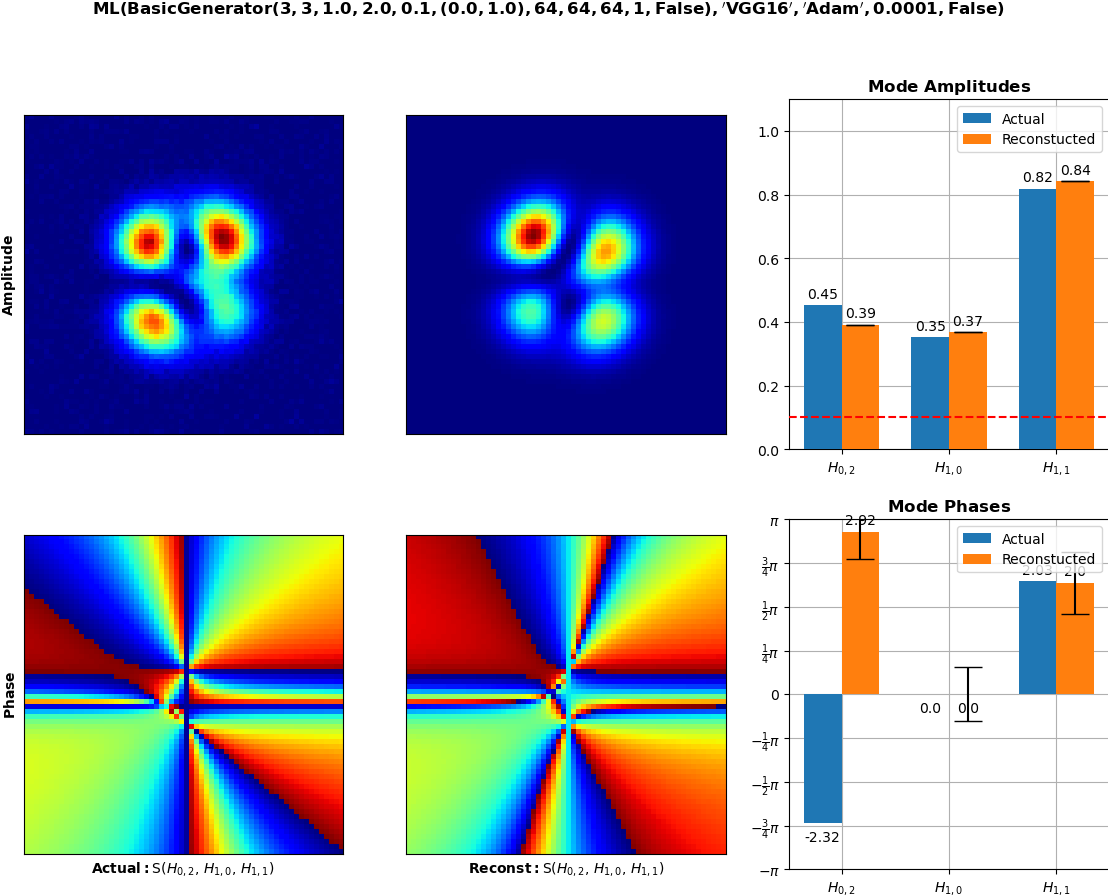 ML(BasicGenerator(3, 3, 1.0, 2.0, 0.1, (0.0, 1.0), 64, 64, 64, 1, False), ′VGG16′, ′Adam′, 0.0001, False)
Amplitude
Mode Amplitudes
Actual
Reconstucted
1.0
0.8
0.6
0.4
0.2
0.0
0.45
0.39
0.35
0.37
0.82
0.84
H0,2
H1,0
H1,1
Phase
Actual: S(H0,2, H1,0, H1,1)
Reconst: S(H0,2, H1,0, H1,1)
Mode Phases
Actual
Reconstucted
π
3/4π
1/2π
1/4π
0
−1/4π
−1/2π
−3/4π
−π
-2.32
2.92
0.0
0.0
2.03
2.0
H0,2
H1,0
H1,1